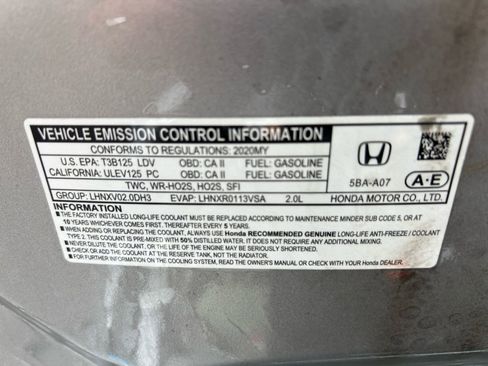 VEHICLE EMISSION CONTROL INFORMATION
CONFORMS TO REGULATIONS: 2020MY
U.S. EPA: T3B125 LDV OBD: CA II FUEL: GASOLINE
CALIFORNIA: ULEV125 PC OBD: CA II FUEL: GASOLINE
TWC, WR-HO2S, HO2S, SFI
5BA-A07
A·E
GROUP: LHNXV02.0DH3 EVAP: LHNXR0113VSA 2.0L HONDA MOTOR CO., LTD.
INFORMATION
■ THE FACTORY INSTALLED LONG-LIFE COOLANT MUST BE REPLACED ACCORDING TO MAINTENANCE MINDER SUB CODE 5, OR AT
10 YEARS WHICHEVER COMES FIRST. THEREAFTER EVERY 5 YEARS.
■ WHEN ADDING OR REPLACING THE COOLANT, ALWAYS USE Honda RECOMMENDED GENUINE LONG-LIFE ANTI-FREEZE / COOLANT
TYPE 2. THIS COOLANT IS PRE-MIXED WITH 50% DISTILLED WATER. IT DOES NOT REQUIRE ANY ADDITIONAL MIXING.
■ NEVER DILUTE THE COOLANT, OR THE LIFE OF THE ENGINE MAY BE SERIOUSLY SHORTENED.
■ CHECK AND ADD COOLANT AT THE RESERVE TANK, NOT THE RADIATOR.
■ FOR FURTHER INFORMATION ON THE COOLING SYSTEM, READ THE OWNER'S MANUAL OR CHECK WITH YOUR Honda DEALER.